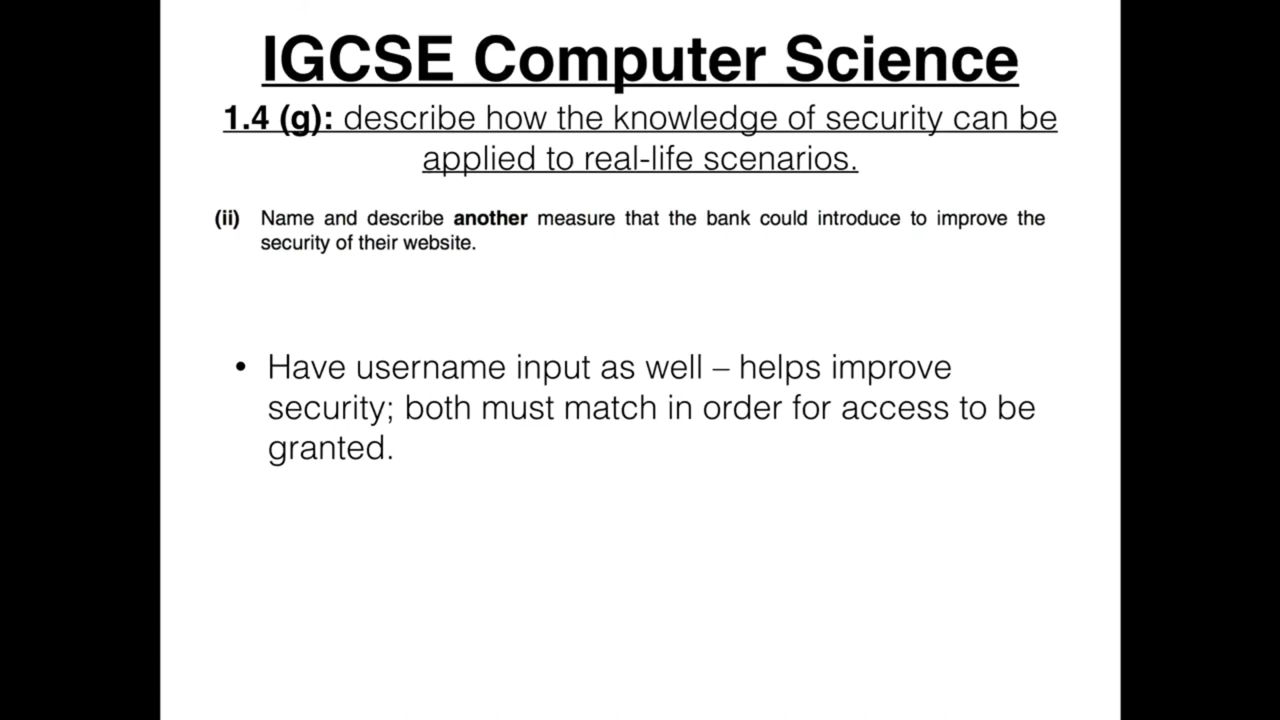 IGCSE Computer Science
1.4 (g): describe how the knowledge of security can be
applied to real-life scenarios.
(ii) Name and describe another measure that the bank could introduce to improve the
security of their website.
• Have username input as well – helps improve
security; both must match in order for access to be
granted.